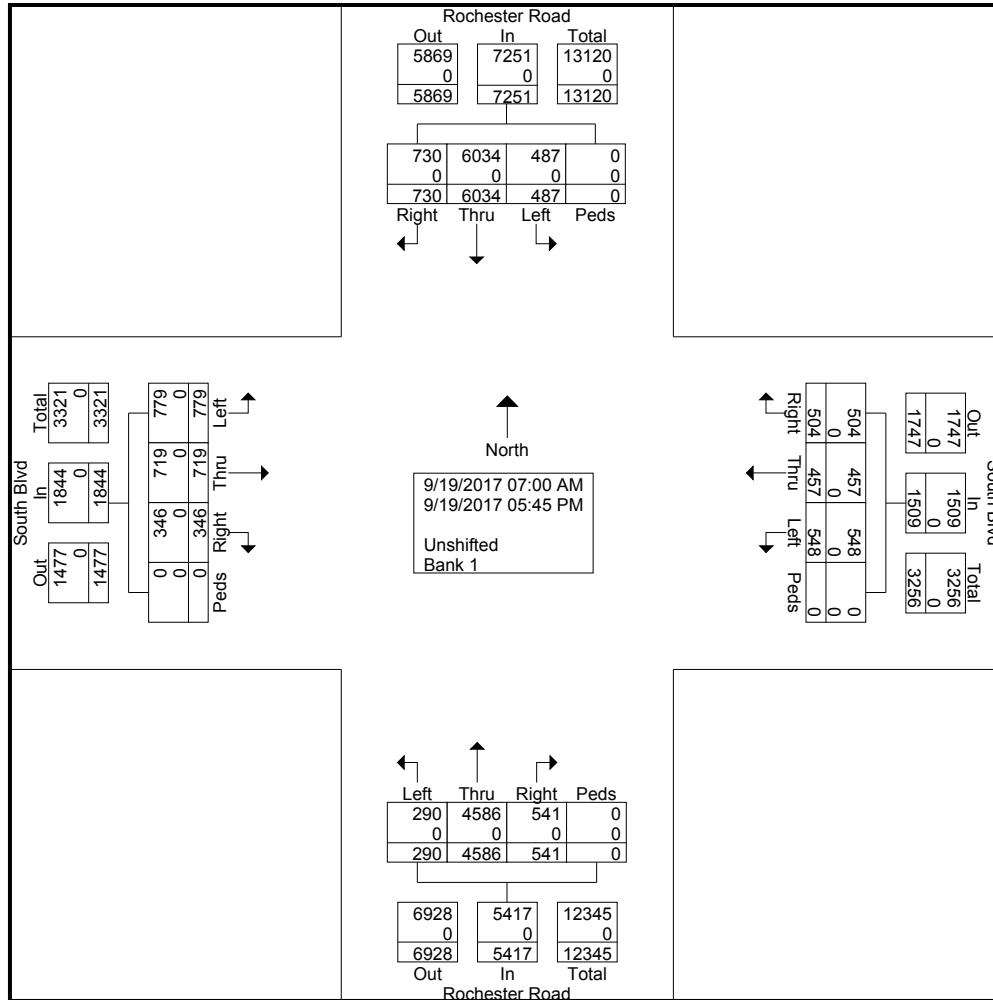 Rochester Road
Out In Total
5869 7251 13120
0 0 0
5869 7251 13120
730 6034 487 0
0 0 0 0
730 6034 487 0
Right Thru Left Peds
South Blvd
Total In Out
3321 1844 1477
0 0 0
3321 1844 1477
779 719 346 0
0 0 0 0
779 719 346 0
Left Thru Right Peds
North
9/19/2017 07:00 AM
9/19/2017 05:45 PM
Unshifted
Bank 1
Right Thru Left Peds
504 457 548 0
0 0 0 0
504 457 548 0
Out In Total
1747 1509 3256
0 0 0
1747 1509 3256
South Blvd
Left Thru Right Peds
290 4586 541 0
0 0 0 0
290 4586 541 0
6928 5417 12345
0 0 0
6928 5417 12345
Out In Total
Rochester Road